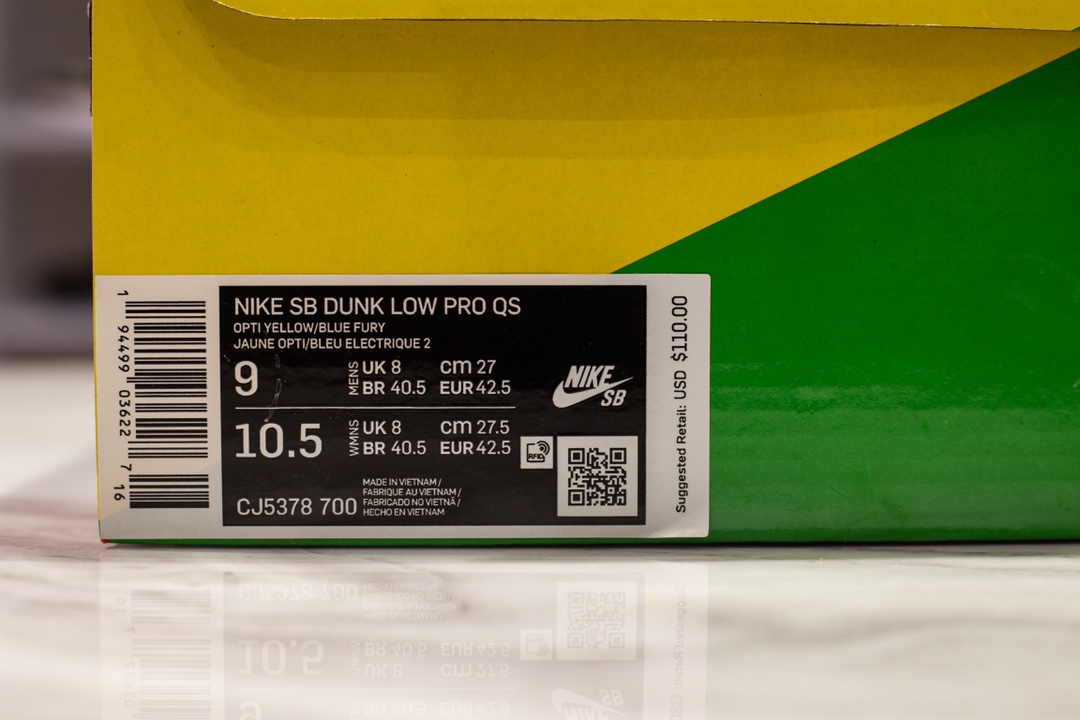 NIKE SB DUNK LOW PRO QS
OPTI YELLOW/BLUE FURY
JAUNE OPTI/BLEU ELECTRIQUE 2
9 MENS UK 8 cm 27
BR 40.5 EUR 42.5
10.5 WMNS UK 8 cm 27.5
BR 40.5 EUR 42.5
CJ5378 700
MADE IN VIETNAM /
FABRIQUE AU VIETNAM /
FABRICADO NO VIETNÃ /
HECHO EN VIETNAM
NIKE
SB
RFID
Suggested Retail: USD $110.00
1 94499 03622 7 16